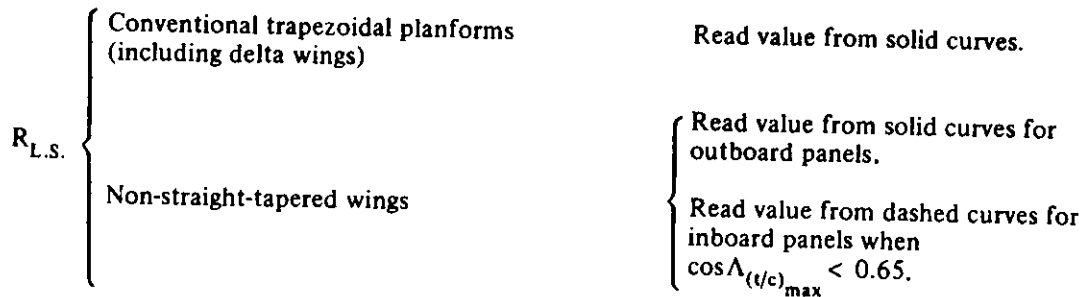 Conventional trapezoidal planforms
(including delta wings)
Read value from solid curves.
R_L.S.
Non-straight-tapered wings
Read value from solid curves for
outboard panels.
Read value from dashed curves for
inboard panels when
cos Λ_(t/c)_max < 0.65.